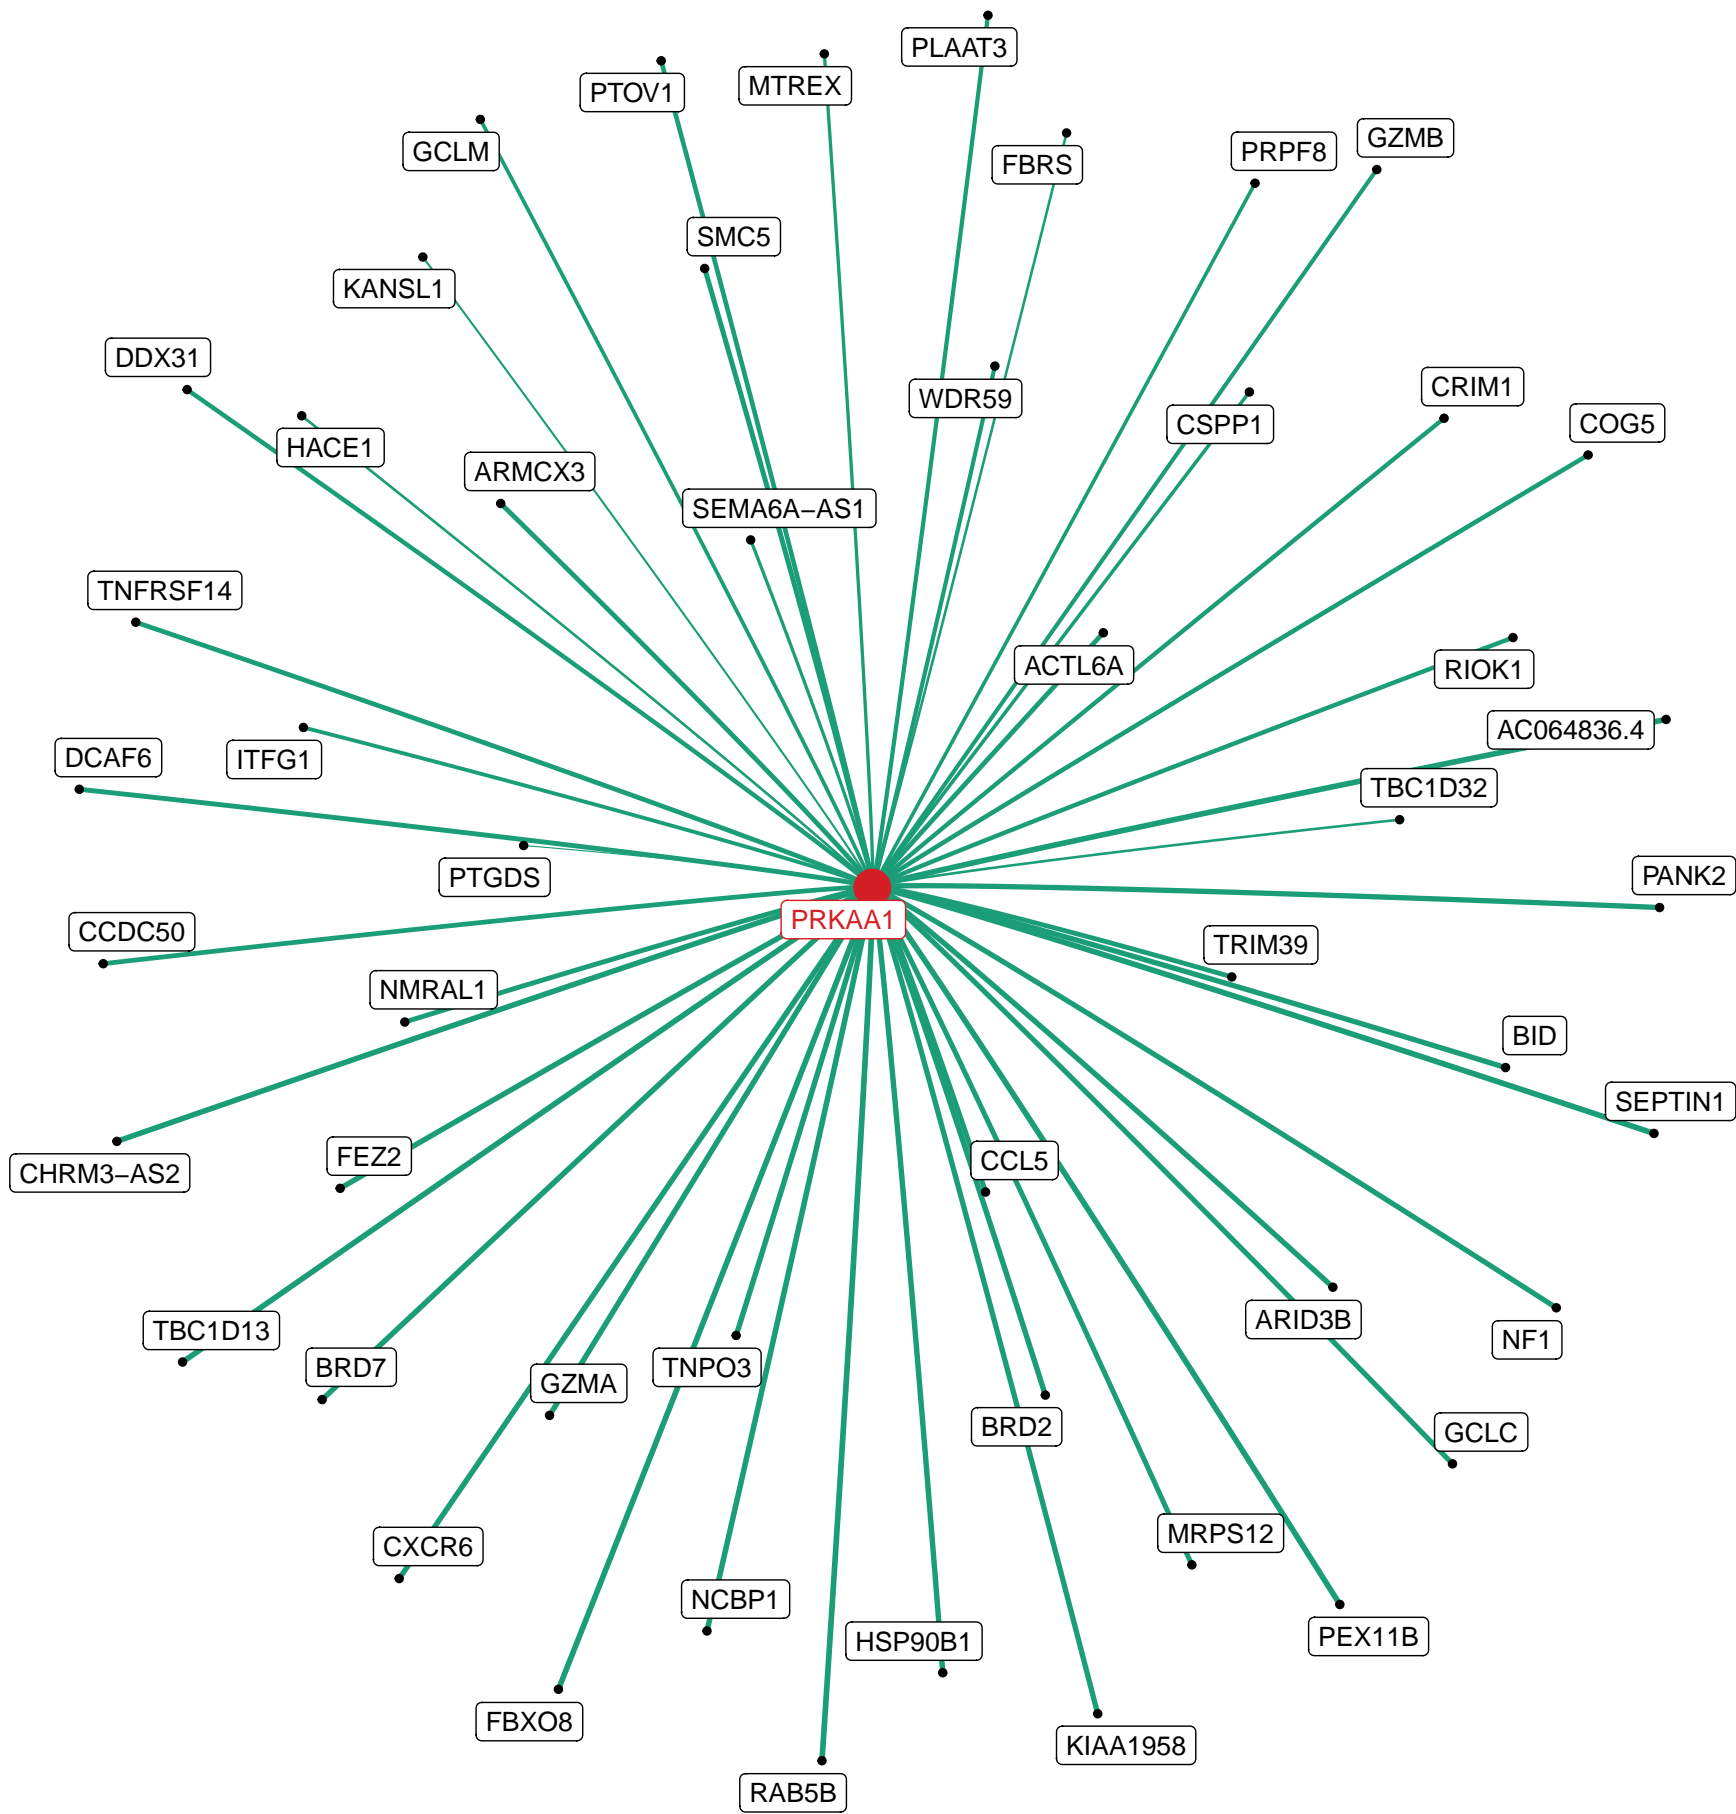 PLAAT3
PTOV1
MTREX
GZMB
GCLM
PRPF8
FBRS
SMC5
KANSL1
DDX31
CRIM1
WDR59
COG5
CSPP1
HACE1
ARMCX3
SEMA6A−AS1
TNFRSF14
ACTL6A
RIOK1
AC064836.4
DCAF6
ITFG1
TBC1D32
PTGDS
PANK2
PRKAA1
CCDC50
TRIM39
NMRAL1
BID
SEPTIN1
FEZ2
CCL5
CHRM3−AS2
ARID3B
TBC1D13
NF1
BRD7
TNPO3
GZMA
BRD2
GCLC
MRPS12
CXCR6
NCBP1
PEX11B
HSP90B1
FBXO8
KIAA1958
RAB5B